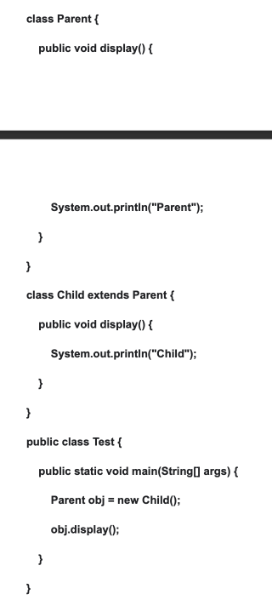 class Parent {
public void display() {
System.out.println("Parent");
}
}
class Child extends Parent {
public void display() {
System.out.println("Child");
}
}
public class Test {
public static void main(String[] args) {
Parent obj = new Child();
obj.display();
}
}